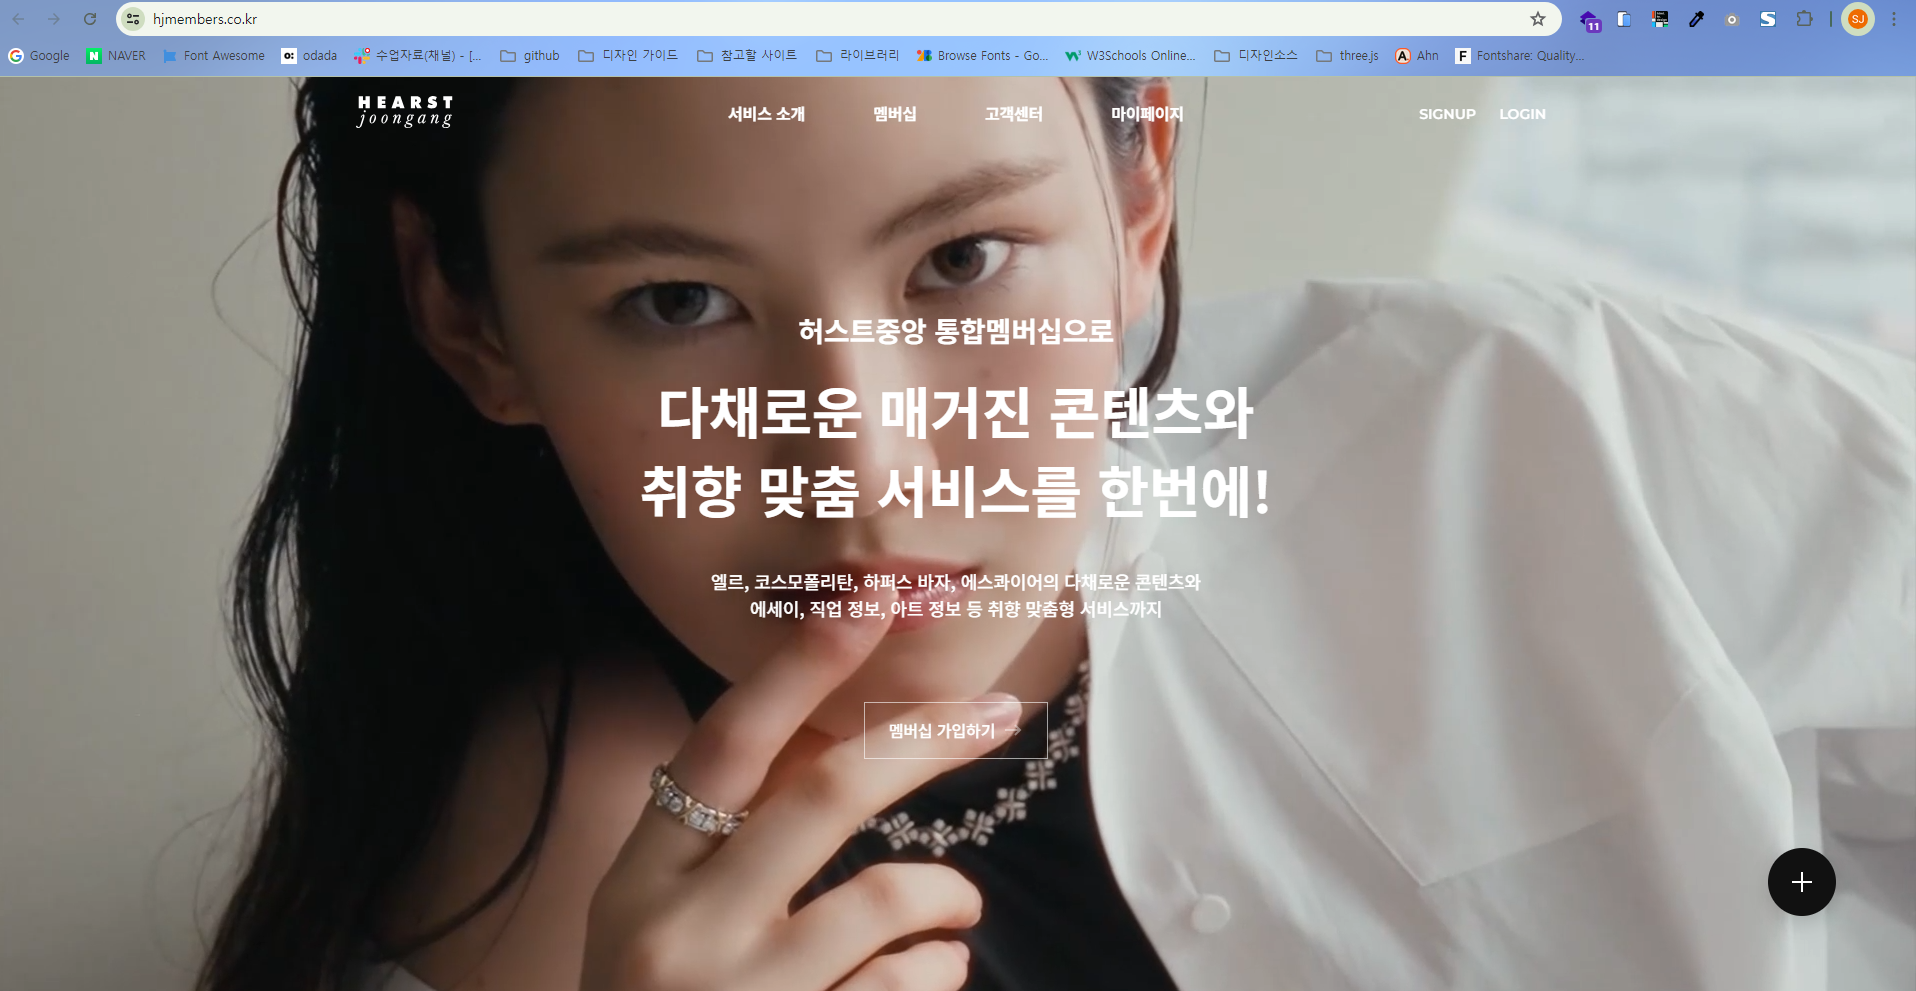 hjmembers.co.kr
11
SJ
Google
NAVER
Font Awesome
odada
수업자료(채널) - [...
github
디자인 가이드
참고할 사이트
라이브러리
Browse Fonts - Go...
W3Schools Online...
디자인소스
three.js
Ahn
Fontshare: Quality...
HEARST
joongang
서비스 소개
멤버십
고객센터
마이페이지
SIGNUP
LOGIN
허스트중앙 통합멤버십으로
다채로운 매거진 콘텐츠와
취향 맞춤 서비스를 한번에!
엘르, 코스모폴리탄, 하퍼스 바자, 에스콰이어의 다채로운 콘텐츠와
에세이, 직업 정보, 아트 정보 등 취향 맞춤형 서비스까지
멤버십 가입하기 →